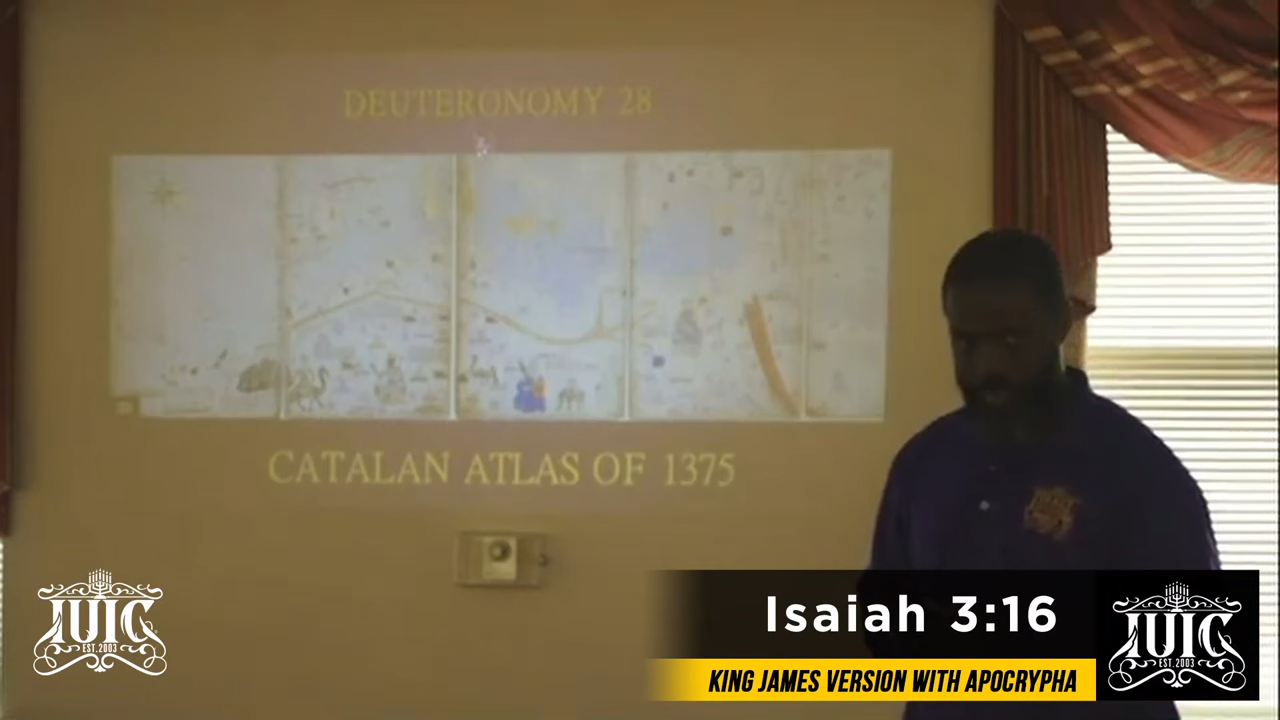 DEUTERONOMY 28
CATALAN ATLAS OF 1375
IUIC
EST. 2003
Isaiah 3:16
KING JAMES VERSION WITH APOCRYPHA
IUIC
EST. 2003